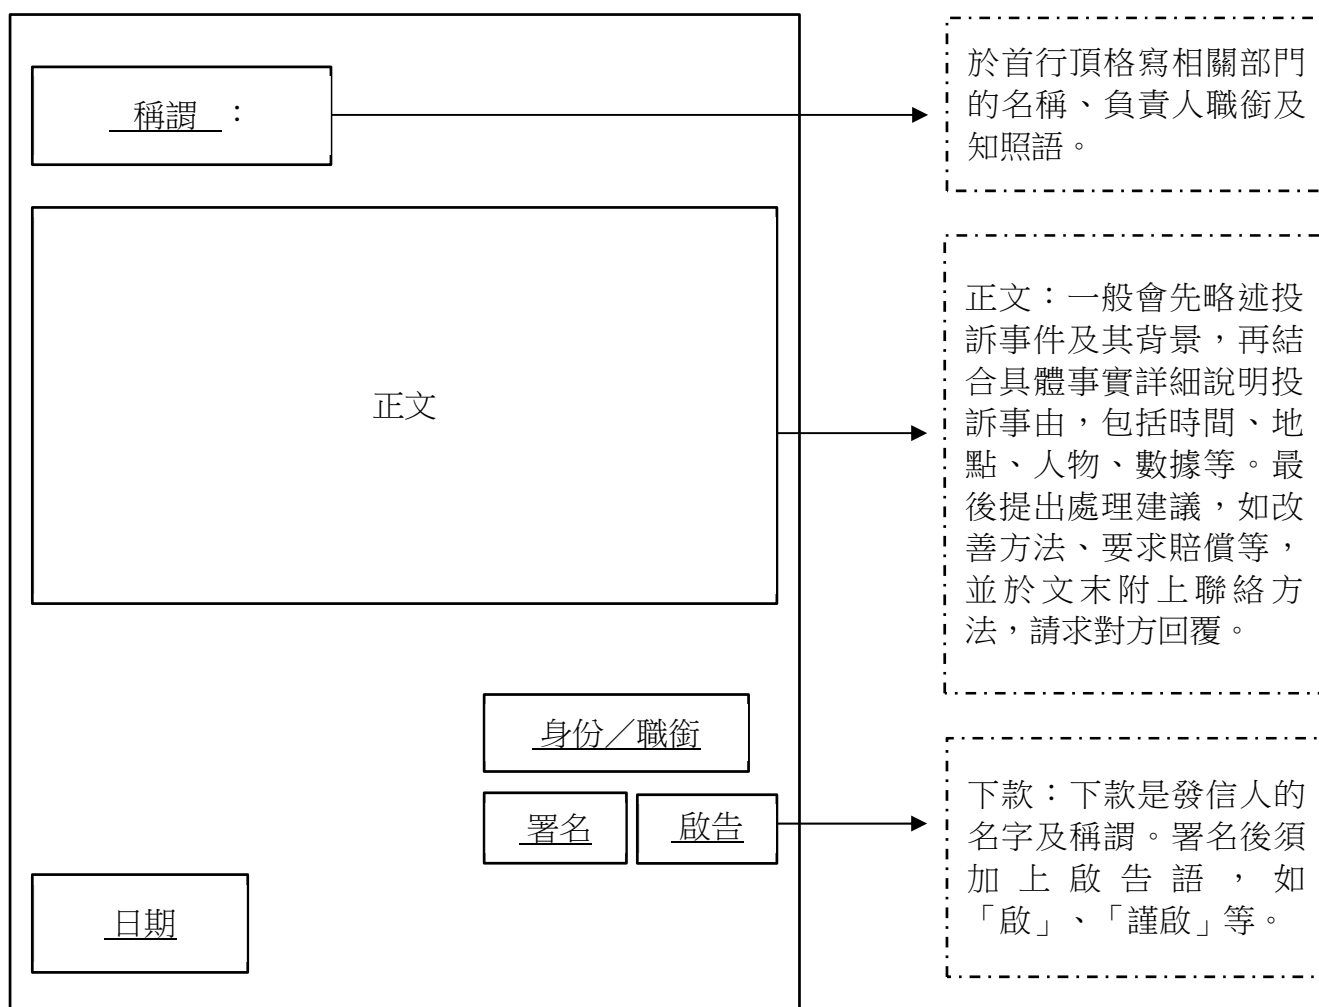 稱謂：
於首行頂格寫相關部門
的名稱、負責人職銜及
知照語。
正文
正文：一般會先略述投
訴事件及其背景，再結
合具體事實詳細說明投
訴事由，包括時間、地
點、人物、數據等。最
後提出處理建議，如改
善方法、要求賠償等，
並於文末附上聯絡方
法，請求對方回覆。
身份／職銜
署名 啟告
下款：下款是發信人的
名字及稱謂。署名後須
加上啟告語，如
「啟」、「謹啟」等。
日期